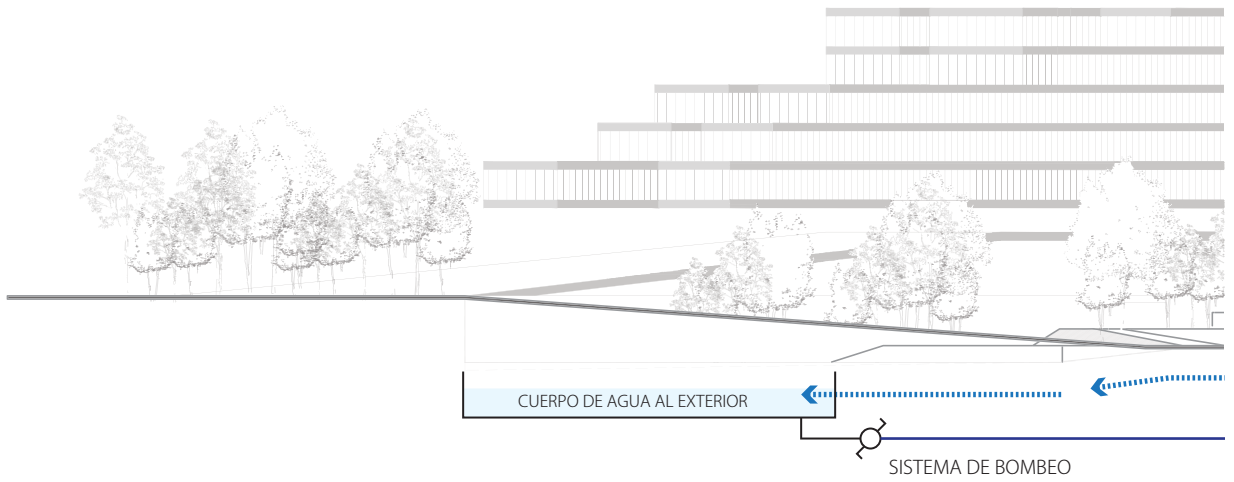 CUERPO DE AGUA AL EXTERIOR
SISTEMA DE BOMBEO